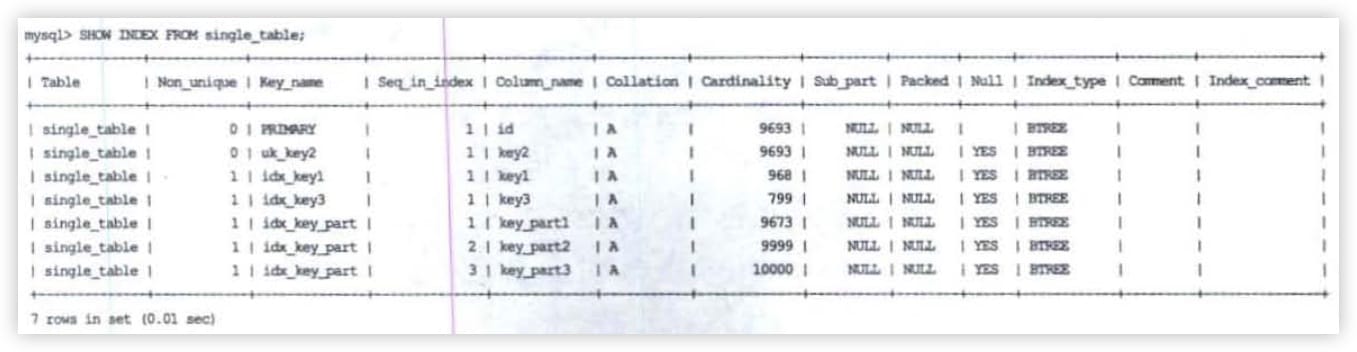 mysql> SHOW INDEX FROM single_table;
| Table | Non_unique | Key_name | Seq_in_index | Column_name | Collation | Cardinality | Sub_part | Packed | Null | Index_type | Comment | Index_comment |
| single_table | 0 | PRIMARY | 1 | id | A | 9693 | NULL | NULL | | BTREE | | |
| single_table | 0 | uk_key2 | 1 | key2 | A | 9693 | NULL | NULL | YES | BTREE | | |
| single_table | 1 | idx_key1 | 1 | key1 | A | 968 | NULL | NULL | YES | BTREE | | |
| single_table | 1 | idx_key3 | 1 | key3 | A | 799 | NULL | NULL | YES | BTREE | | |
| single_table | 1 | idx_key_part | 1 | key_part1 | A | 9673 | NULL | NULL | YES | BTREE | | |
| single_table | 1 | idx_key_part | 2 | key_part2 | A | 9999 | NULL | NULL | YES | BTREE | | |
| single_table | 1 | idx_key_part | 3 | key_part3 | A | 10000 | NULL | NULL | YES | BTREE | | |
7 rows in set (0.01 sec)